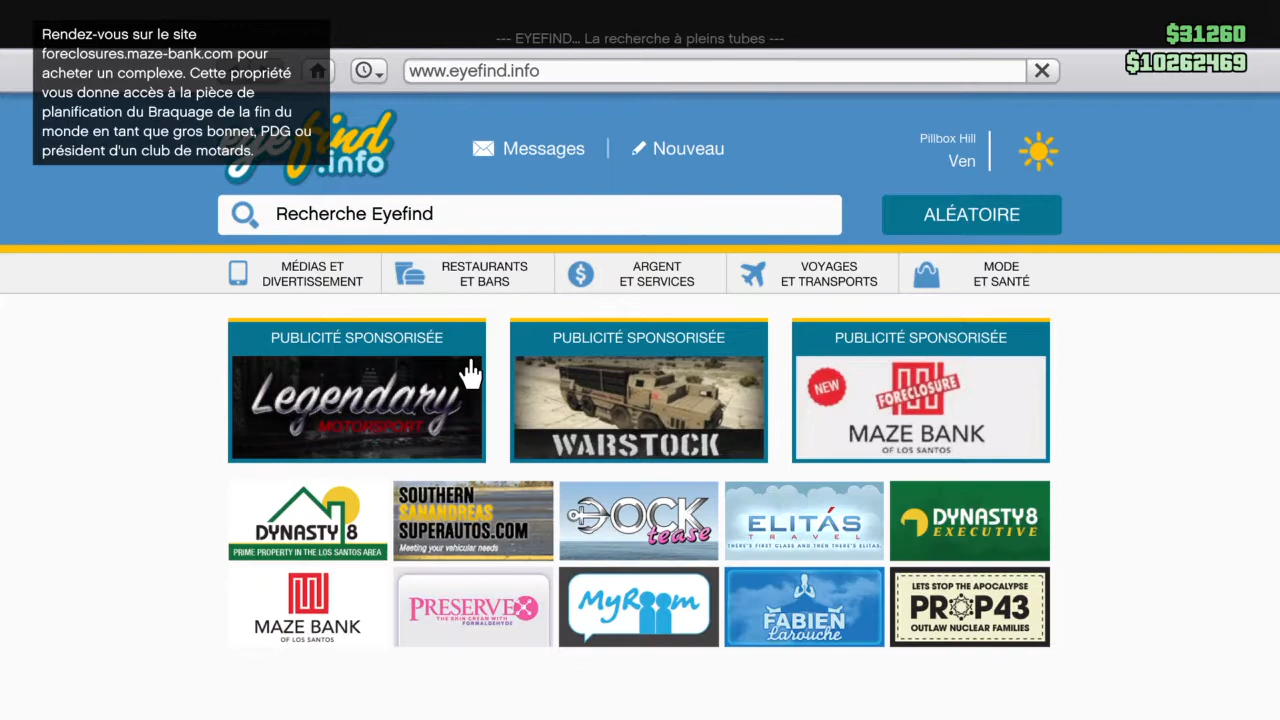 --- EYEFIND... La recherche à pleins tubes ---
$31260
$10262469
Rendez-vous sur le site
foreclosures.maze-bank.com pour
acheter un complexe. Cette propriété
vous donne accès à la pièce de
planification du Braquage de la fin du
monde en tant que gros bonnet, PDG ou
président d'un club de motards.
www.eyefind.info
eyefind
.info
Messages
Nouveau
Pillbox Hill
Ven
Recherche Eyefind
ALÉATOIRE
MÉDIAS ET
DIVERTISSEMENT
RESTAURANTS
ET BARS
ARGENT
ET SERVICES
VOYAGES
ET TRANSPORTS
MODE
ET SANTÉ
PUBLICITÉ SPONSORISÉE
Legendary
MOTORSPORT
PUBLICITÉ SPONSORISÉE
WARSTOCK
PUBLICITÉ SPONSORISÉE
NEW
FORECLOSURE
MAZE BANK
OF LOS SANTOS
DYNASTY 8
PRIME PROPERTY IN THE LOS SANTOS AREA
SOUTHERN
SANANDREAS
SUPERAUTOS.COM
Meeting your vehicular needs
DOCK
tease
ELITÁS
TRAVEL
THERE'S FIRST CLASS AND THEN THERE'S ELITAS.
DYNASTY 8
EXECUTIVE
MAZE BANK
OF LOS SANTOS
PRESERVEX
THE SKIN CREAM WITH
FORMALDEHYDE
MyRoom
FABIEN
Larouche
LETS STOP THE APOCALYPSE
PROP43
OUTLAW NUCLEAR FAMILIES